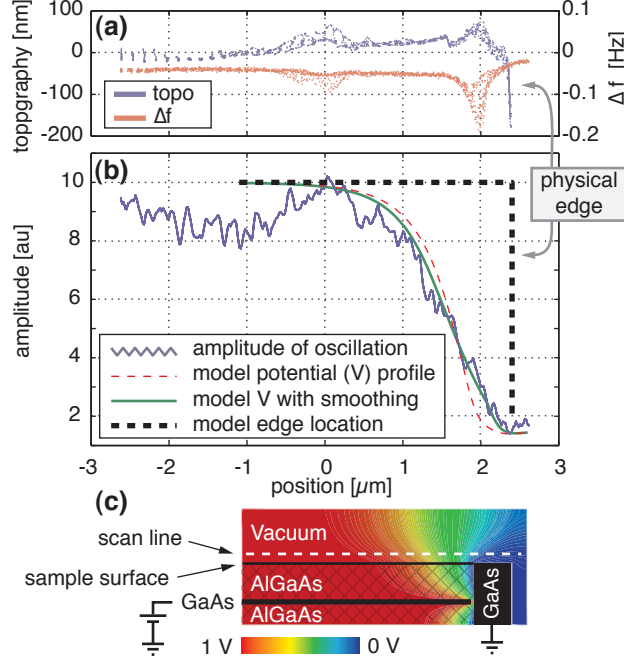 (a)
toppgraphy [nm]
100
0
-100
-200
topo
Δf
0.1
0
0.1
0.2
Δ f [Hz]
physical
edge
(b)
amplitude [au]
10
8
6
4
2
amplitude of oscillation
model potential (V) profile
model V with smoothing
model edge location
-3 -2 -1 0 1 2 3
position [µm]
(c)
scan line
sample surface
Vacuum
AlGaAs
GaAs
AlGaAs
GaAs
1 V 0 V